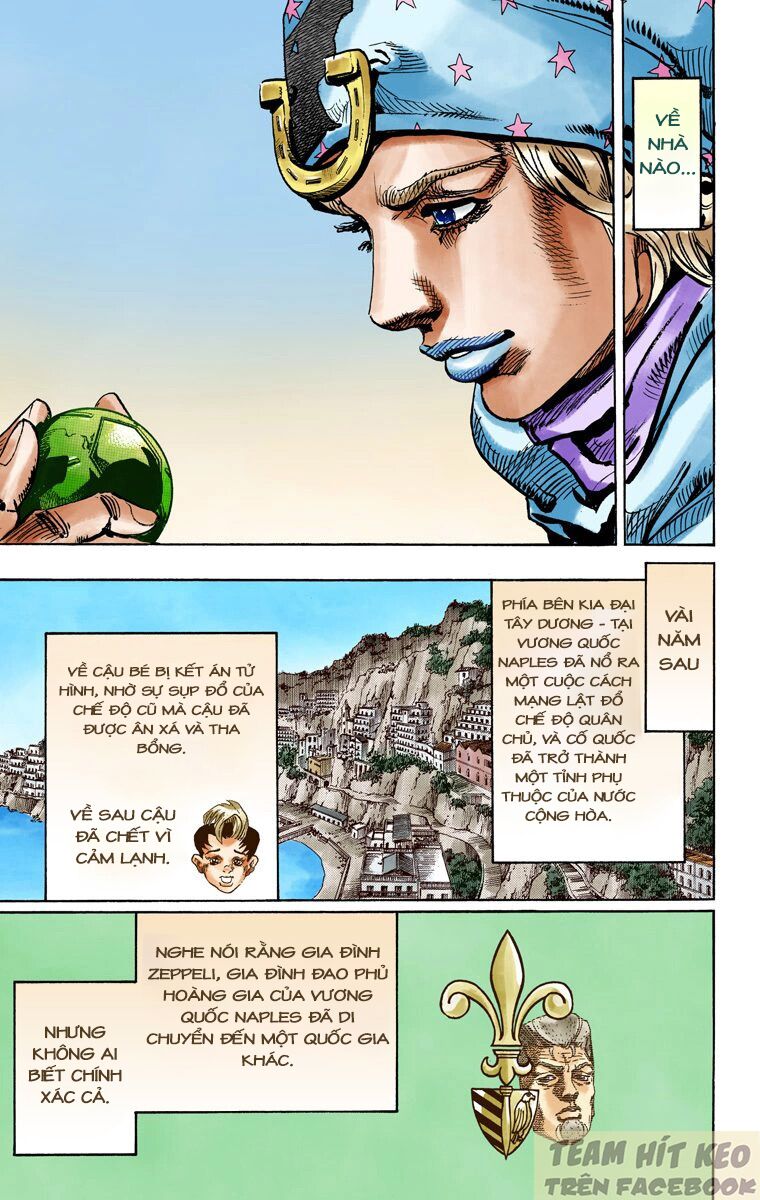 VỀ
NHÀ
NÀO...
VÀI
NĂM
SAU
PHÍA BÊN KIA ĐẠI
TÂY DƯƠNG - TẠI
VƯƠNG QUỐC
NAPLES ĐÃ NỔ RA
MỘT CUỘC CÁCH
MẠNG LẬT ĐỔ
CHẾ ĐỘ QUÂN
CHỦ, VÀ CỐ QUỐC
ĐÃ TRỞ THÀNH
MỘT TỈNH PHỤ
THUỘC CỦA NƯỚC
CỘNG HÒA.
VỀ CẬU BÉ BỊ KẾT ÁN TỬ
HÌNH, NHỜ SỰ SỤP ĐỔ CỦA
CHẾ ĐỘ CŨ MÀ CẬU ĐÃ
ĐƯỢC ÂN XÁ VÀ THA
BỔNG.
VỀ SAU CẬU
ĐÃ CHẾT VÌ
CẢM LẠNH.
NGHE NÓI RẰNG GIA ĐÌNH
ZEPPELI, GIA ĐÌNH ĐAO PHỦ
HOÀNG GIA CỦA VƯƠNG
QUỐC NAPLES ĐÃ DI
CHUYỂN ĐẾN MỘT QUỐC GIA
KHÁC.
NHƯNG
KHÔNG AI
BIẾT CHÍNH
XÁC CẢ.
TEAM HÍT KEO
TRÊN FACEBOOK
TEAM HÍT KEO
TRÊN FACEBOOK